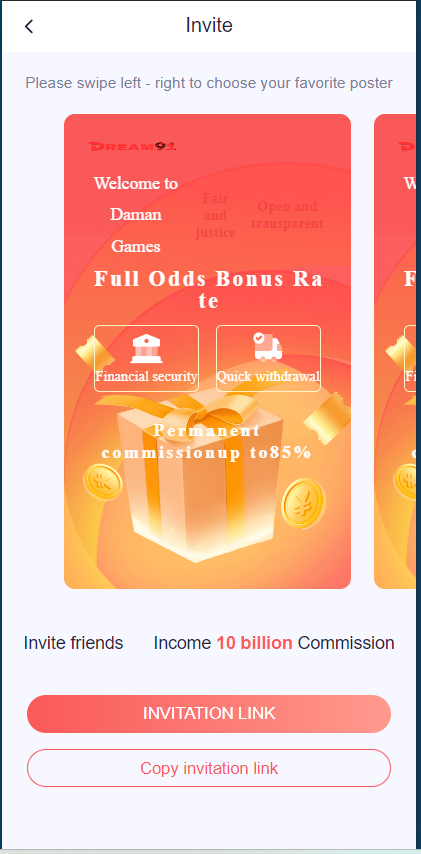 Invite
Please swipe left - right to choose your favorite poster
DREAM91
Welcome to
Daman
Games
Fair
and
justice
Open and
transparent
Full Odds Bonus Ra
te
Financial security
Quick withdrawal
Permanent
commissionup to85%
Invite friends
Income 10 billion Commission
INVITATION LINK
Copy invitation link